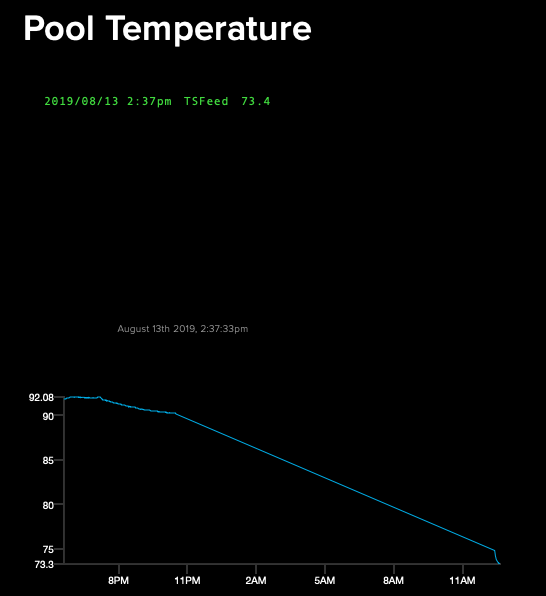 Pool Temperature
2019/08/13 2:37pm TSFeed 73.4
August 13th 2019, 2:37:33pm
92.08
90
85
80
75
73.3
8PM 11PM 2AM 5AM 8AM 11AM